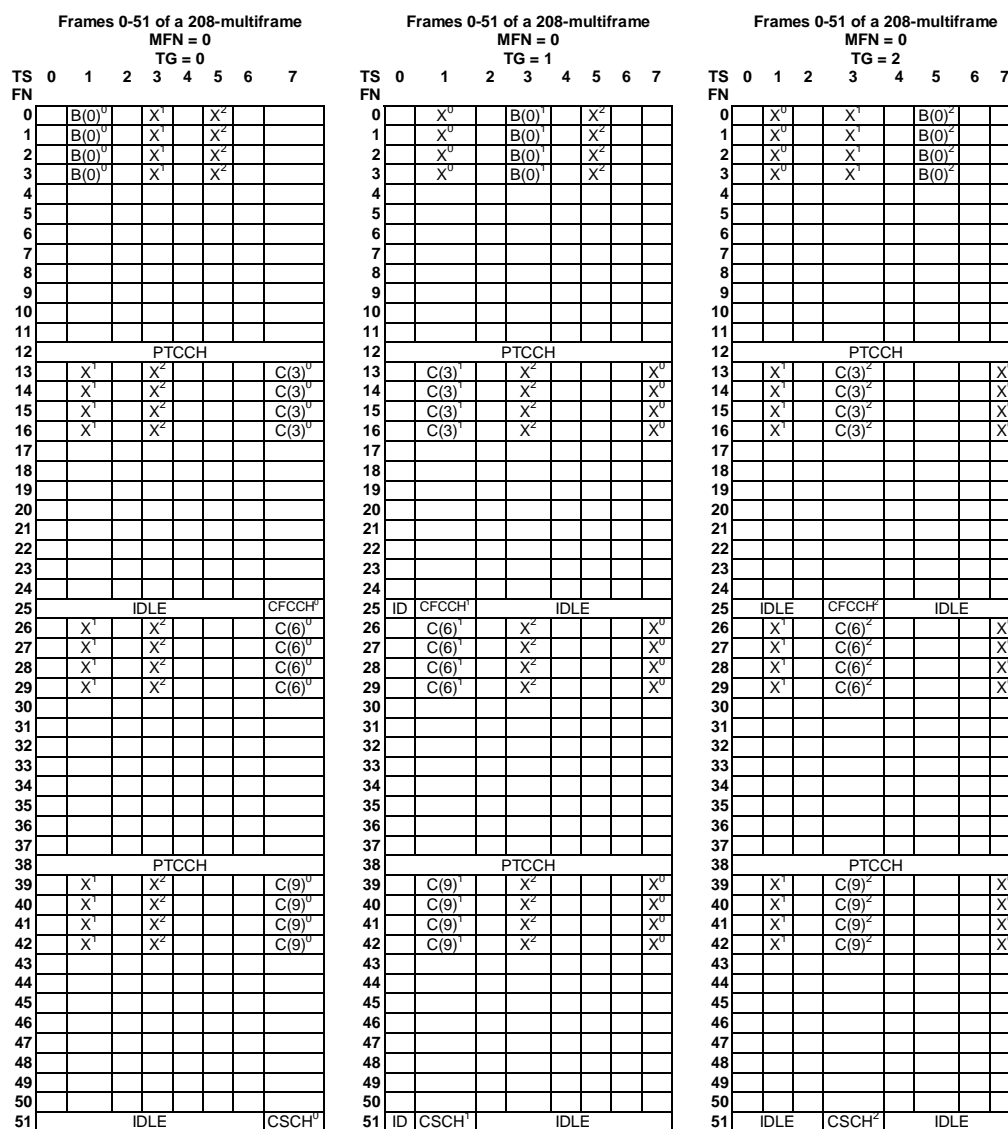 Frames 0-51 of a 208-multiframe
MFN = 0
TG = 0
TS 0 1 2 3 4 5 6 7
FN
0 B(0)⁰ X¹ X²
1 B(0)⁰ X¹ X²
2 B(0)⁰ X¹ X²
3 B(0)⁰ X¹ X²
4
5
6
7
8
9
10
11
12 PTCCH
13 X¹ X² C(3)⁰
14 X¹ X² C(3)⁰
15 X¹ X² C(3)⁰
16 X¹ X² C(3)⁰
17
18
19
20
21
22
23
24
25 IDLE CFCCH⁰
26 X¹ X² C(6)⁰
27 X¹ X² C(6)⁰
28 X¹ X² C(6)⁰
29 X¹ X² C(6)⁰
30
31
32
33
34
35
36
37
38 PTCCH
39 X¹ X² C(9)⁰
40 X¹ X² C(9)⁰
41 X¹ X² C(9)⁰
42 X¹ X² C(9)⁰
43
44
45
46
47
48
49
50
51 IDLE CSCH⁰
Frames 0-51 of a 208-multiframe
MFN = 0
TG = 1
TS 0 1 2 3 4 5 6 7
FN
0 X⁰ B(0)¹ X²
1 X⁰ B(0)¹ X²
2 X⁰ B(0)¹ X²
3 X⁰ B(0)¹ X²
4
5
6
7
8
9
10
11
12 PTCCH
13 C(3)¹ X² X⁰
14 C(3)¹ X² X⁰
15 C(3)¹ X² X⁰
16 C(3)¹ X² X⁰
17
18
19
20
21
22
23
24
25 ID CFCCH¹ IDLE
26 C(6)¹ X² X⁰
27 C(6)¹ X² X⁰
28 C(6)¹ X² X⁰
29 C(6)¹ X² X⁰
30
31
32
33
34
35
36
37
38 PTCCH
39 C(9)¹ X² X⁰
40 C(9)¹ X² X⁰
41 C(9)¹ X² X⁰
42 C(9)¹ X² X⁰
43
44
45
46
47
48
49
50
51 ID CSCH¹ IDLE
Frames 0-51 of a 208-multiframe
MFN = 0
TG = 2
TS 0 1 2 3 4 5 6 7
FN
0 X⁰ X¹ B(0)²
1 X⁰ X¹ B(0)²
2 X⁰ X¹ B(0)²
3 X⁰ X¹ B(0)²
4
5
6
7
8
9
10
11
12 PTCCH
13 X¹ C(3)² X
14 X¹ C(3)² X
15 X¹ C(3)² X
16 X¹ C(3)² X
17
18
19
20
21
22
23
24
25 IDLE CFCCH² IDLE
26 X¹ C(6)² X
27 X¹ C(6)² X
28 X¹ C(6)² X
29 X¹ C(6)² X
30
31
32
33
34
35
36
37
38 PTCCH
39 X¹ C(9)² X
40 X¹ C(9)² X
41 X¹ C(9)² X
42 X¹ C(9)² X
43
44
45
46
47
48
49
50
51 IDLE CSCH² IDLE